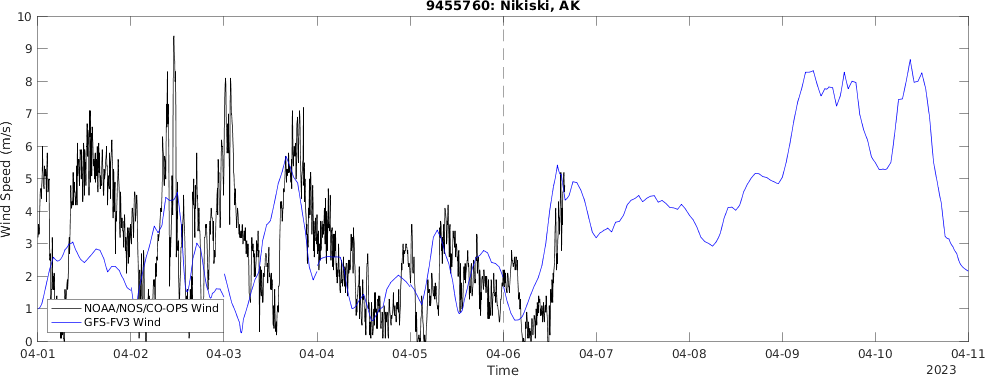 9455760: Nikiski, AK
10
9
8
7
6
5
4
3
2
1
0
Wind Speed (m/s)
NOAA/NOS/CO-OPS Wind
GFS-FV3 Wind
04-01 04-02 04-03 04-04 04-05 04-06 04-07 04-08 04-09 04-10 04-11
Time
2023